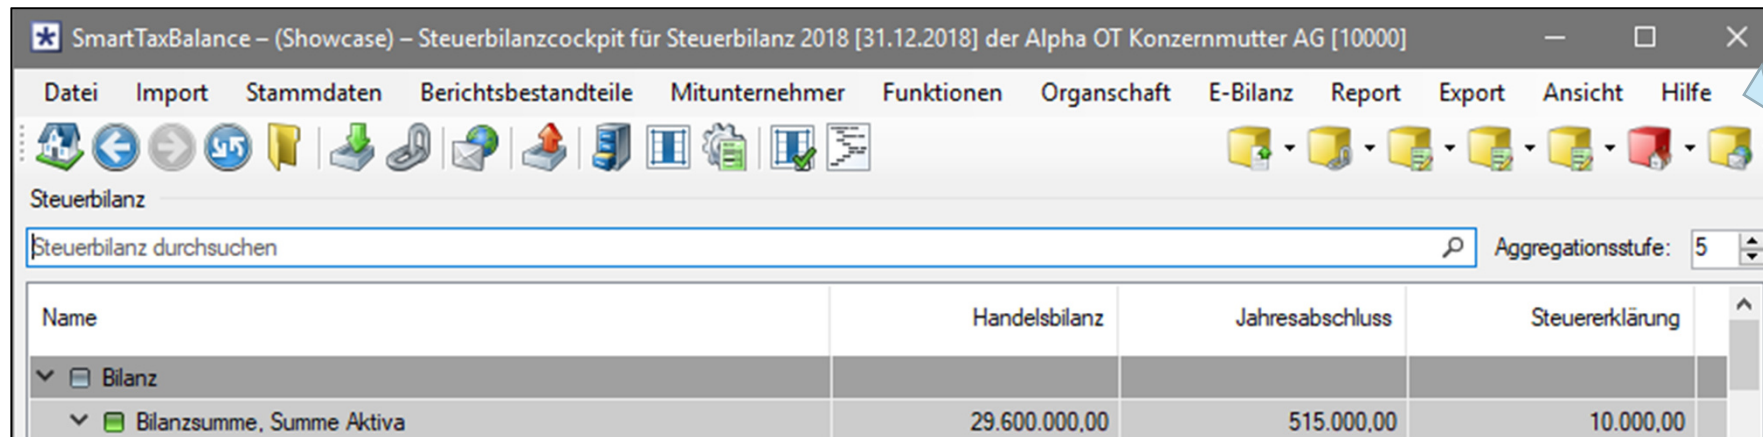 SmartTaxBalance – (Showcase) – Steuerbilanzcockpit für Steuerbilanz 2018 [31.12.2018] der Alpha OT Konzernmutter AG [10000]
Datei Import Stammdaten Berichtsbestandteile Mitunternehmer Funktionen Organschaft E-Bilanz Report Export Ansicht Hilfe
Steuerbilanz
Steuerbilanz durchsuchen Aggregationsstufe: 5
Name Handelsbilanz Jahresabschluss Steuererklärung
Bilanz
Bilanzsumme, Summe Aktiva 29.600.000,00 515.000,00 10.000,00